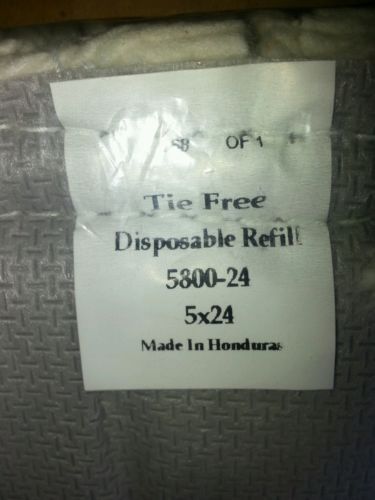 OF 1
Tie Free
Disposable Refill
5800-24
5x24
Made In Honduras